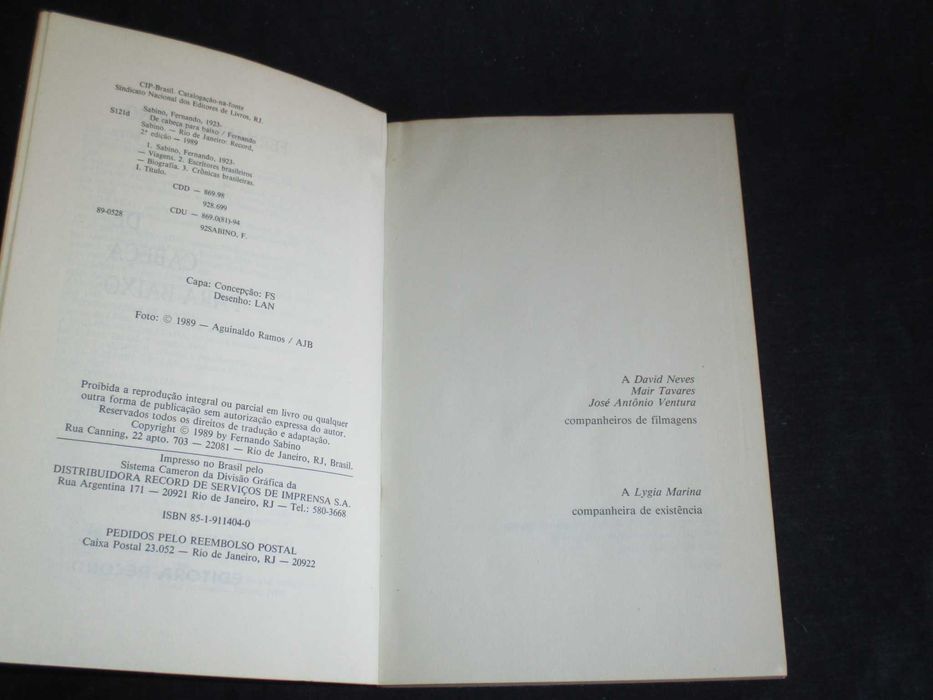 CIP-Brasil. Catalogação-na-fonte
Sindicato Nacional dos Editores de Livros, RJ.
Sabino, Fernando, 1923-
S121d De cabeça para baixo / Fernando
Sabino. — Rio de Janeiro: Record,
2ª edição — 1989
1. Sabino, Fernando, 1923-
— Viagens. 2. Escritores brasileiros
— Biografia. 3. Crônicas brasileiras.
I. Título.
CDD — 869.98
928.699
89-0528 CDU — 869.0(81)-94
92SABINO, F.
Capa: Concepção: FS
Desenho: LAN
Foto: © 1989 — Aguinaldo Ramos / AJB
Proibida a reprodução integral ou parcial em livro ou qualquer
outra forma de publicação sem autorização expressa do autor.
Reservados todos os direitos de tradução e adaptação.
Copyright © 1989 by Fernando Sabino
Rua Canning, 22 apto. 703 — 22081 — Rio de Janeiro, RJ, Brasil.
Impresso no Brasil pelo
Sistema Cameron da Divisão Gráfica da
DISTRIBUIDORA RECORD DE SERVIÇOS DE IMPRENSA S.A.
Rua Argentina 171 — 20921 Rio de Janeiro, RJ — Tel.: 580-3668
ISBN 85-1-911404-0
PEDIDOS PELO REEMBOLSO POSTAL
Caixa Postal 23.052 — Rio de Janeiro, RJ — 20922
A David Neves
Mair Tavares
José Antônio Ventura
companheiros de filmagens
A Lygia Marina
companheira de existência